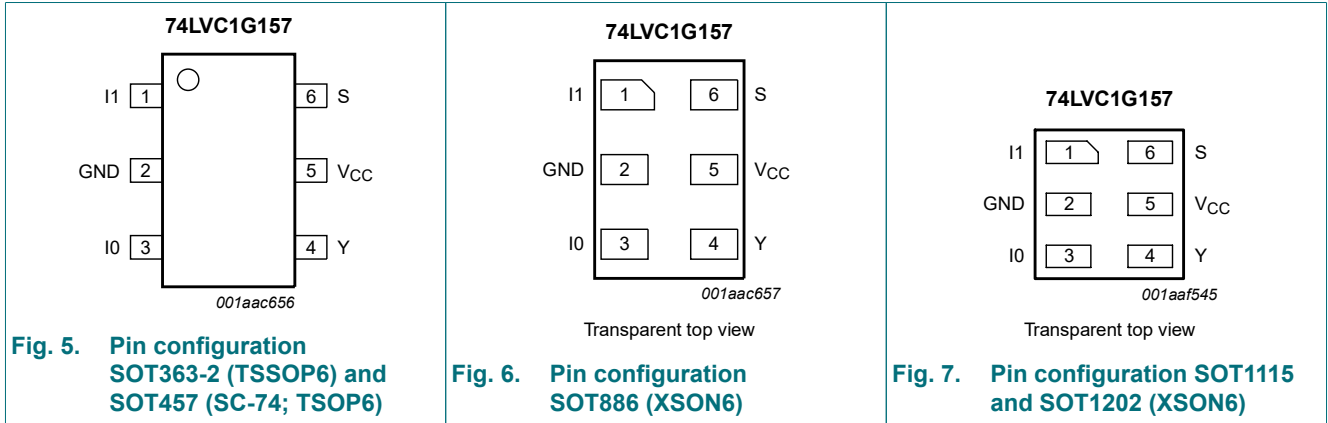 74LVC1G157
I1 1 6 S
GND 2 5 VCC
I0 3 4 Y
001aac656
Fig. 5. Pin configuration
SOT363-2 (TSSOP6) and
SOT457 (SC-74; TSOP6)
74LVC1G157
I1 1 6 S
GND 2 5 VCC
I0 3 4 Y
001aac657
Transparent top view
Fig. 6. Pin configuration
SOT886 (XSON6)
74LVC1G157
I1 1 6 S
GND 2 5 VCC
I0 3 4 Y
001aaf545
Transparent top view
Fig. 7. Pin configuration SOT1115
and SOT1202 (XSON6)